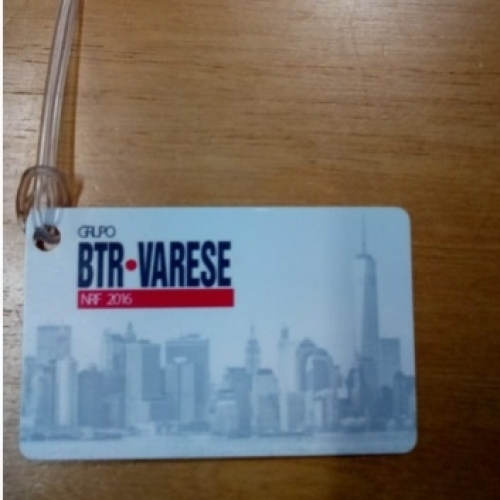 GRUPO
BTR•VARESE
NRF 2016